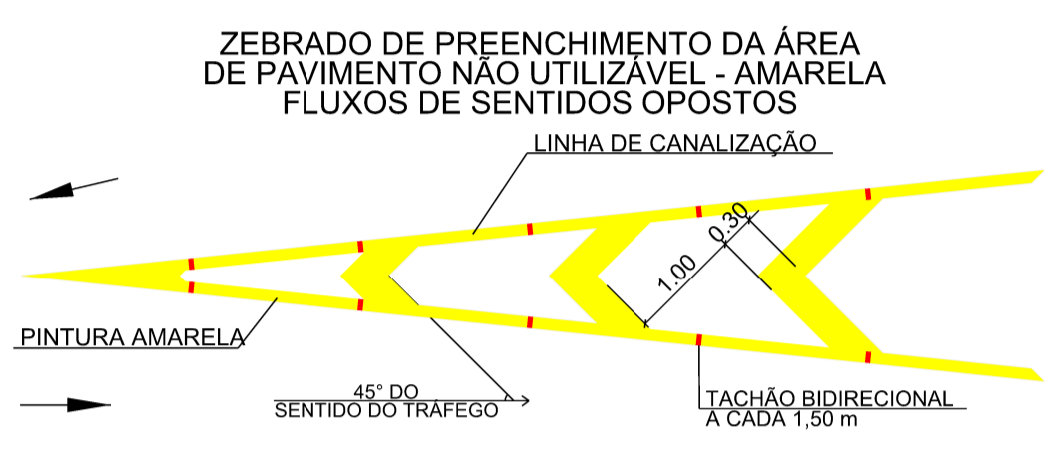 ZEBRADO DE PREENCHIMENTO DA ÁREA
DE PAVIMENTO NÃO UTILIZÁVEL - AMARELA
FLUXOS DE SENTIDOS OPOSTOS
LINHA DE CANALIZAÇÃO
0.30
1.00
PINTURA AMARELA
45° DO
SENTIDO DO TRÁFEGO
TACHÃO BIDIRECIONAL
A CADA 1,50 m